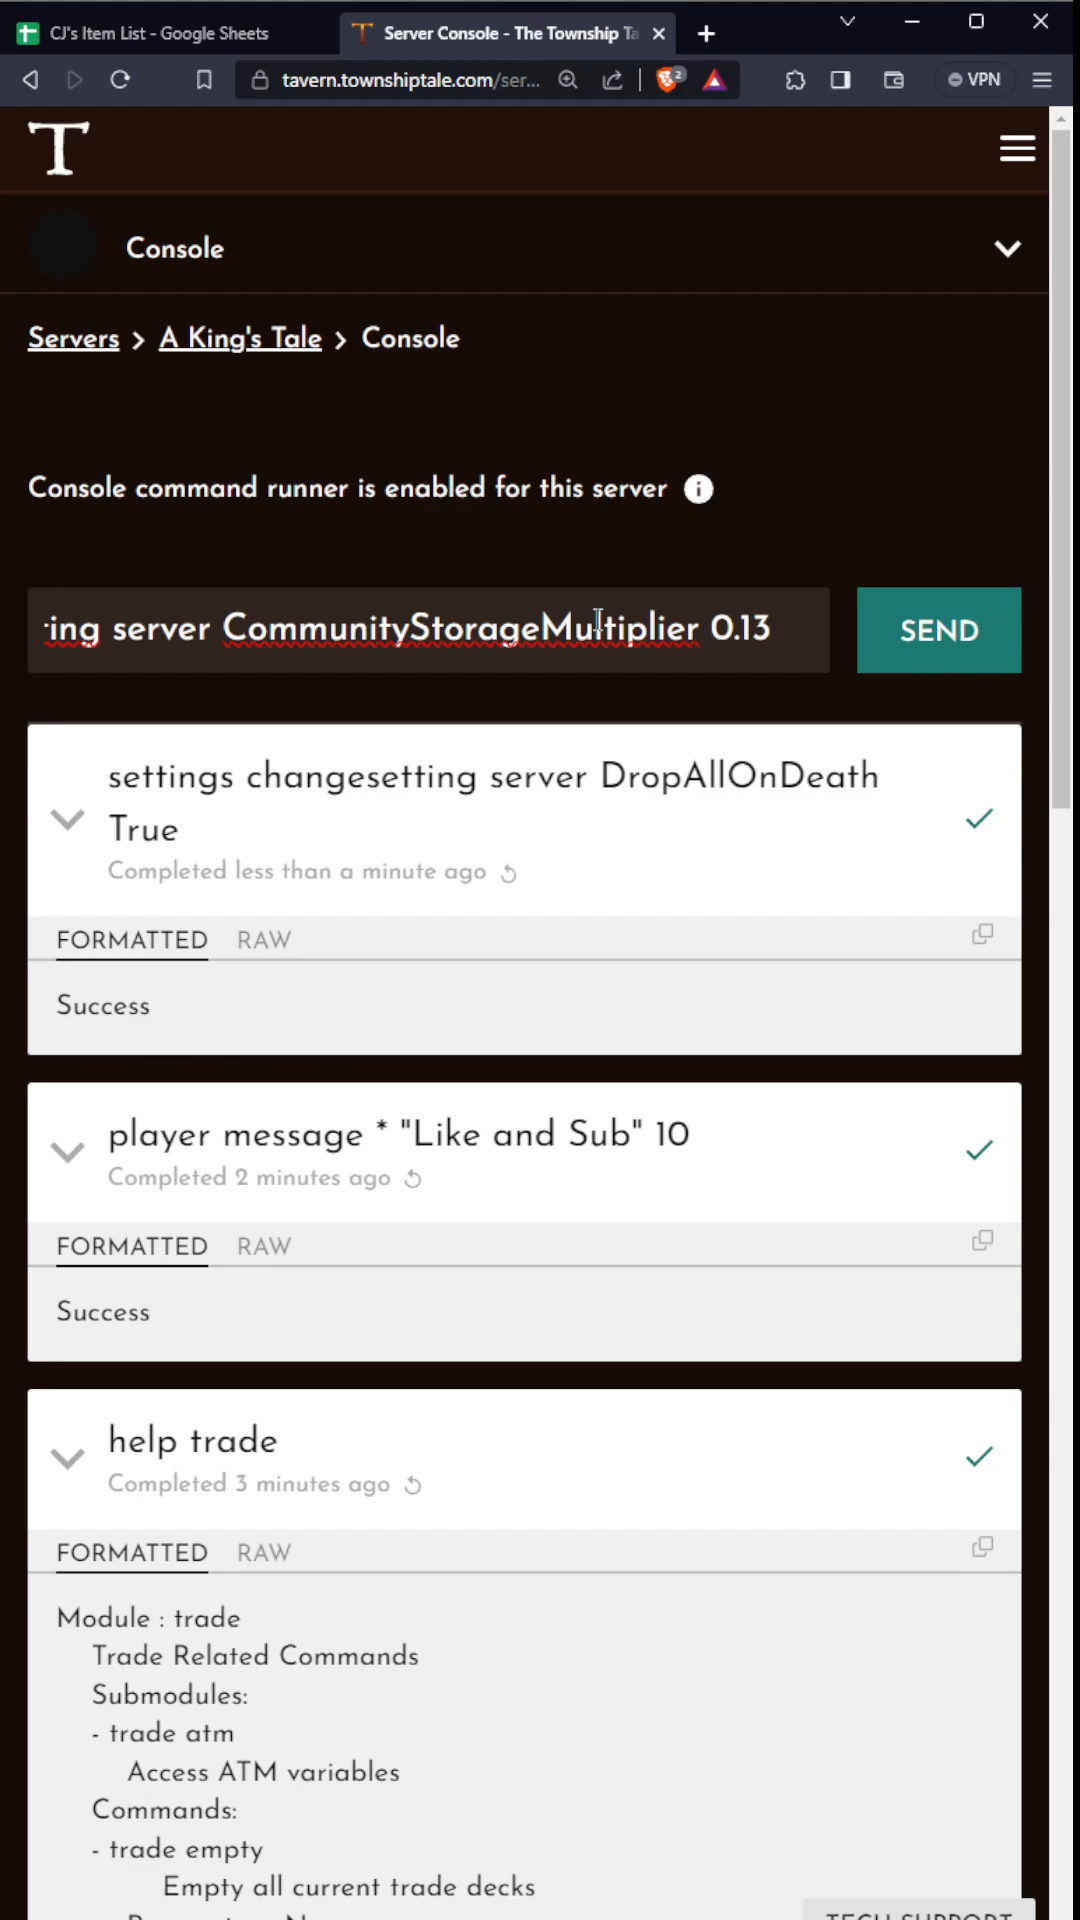 CJ's Item List - Google Sheets
Server Console - The Township Ta
tavern.townshiptale.com/ser...
2
VPN
T
Console
Servers > A King's Tale > Console
Console command runner is enabled for this server
ing server CommunityStorageMultiplier 0.13
SEND
settings changesetting server DropAllOnDeath
True
Completed less than a minute ago
FORMATTED RAW
Success
player message * "Like and Sub" 10
Completed 2 minutes ago
FORMATTED RAW
Success
help trade
Completed 3 minutes ago
FORMATTED RAW
Module : trade
Trade Related Commands
Submodules:
- trade atm
Access ATM variables
Commands:
- trade empty
Empty all current trade decks
TECH SUPPORT